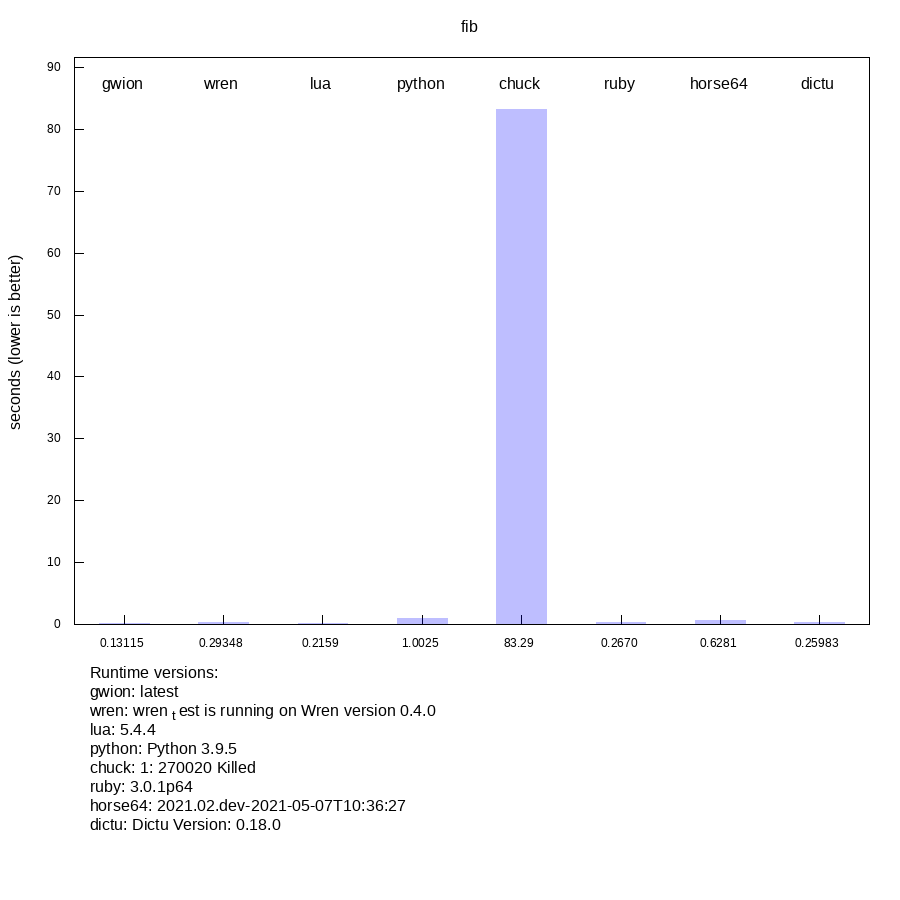 fib
90
gwion wren lua python chuck ruby horse64 dictu
80
70
60
50
40
30
20
10
0
seconds (lower is better)
0.13115 0.29348 0.2159 1.0025 83.29 0.2670 0.6281 0.25983
Runtime versions:
gwion: latest
wren: wren t est is running on Wren version 0.4.0
lua: 5.4.4
python: Python 3.9.5
chuck: 1: 270020 Killed
ruby: 3.0.1p64
horse64: 2021.02.dev-2021-05-07T10:36:27
dictu: Dictu Version: 0.18.0